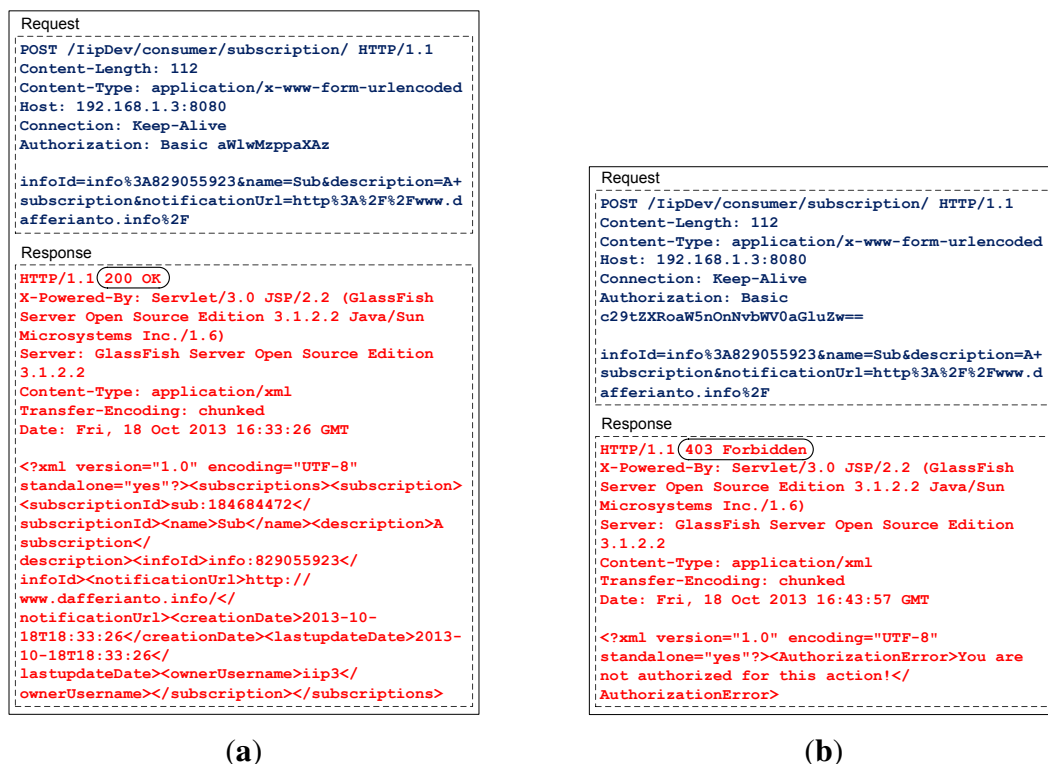 Request
POST /IipDev/consumer/subscription/ HTTP/1.1
Content-Length: 112
Content-Type: application/x-www-form-urlencoded
Host: 192.168.1.3:8080
Connection: Keep-Alive
Authorization: Basic aWlwMzppaXAz
infoId=info%3A829055923&name=Sub&description=A+
subscription&notificationUrl=http%3A%2F%2Fwww.d
afferianto.info%2F
Response
HTTP/1.1 200 OK
X-Powered-By: Servlet/3.0 JSP/2.2 (GlassFish
Server Open Source Edition 3.1.2.2 Java/Sun
Microsystems Inc./1.6)
Server: GlassFish Server Open Source Edition
3.1.2.2
Content-Type: application/xml
Transfer-Encoding: chunked
Date: Fri, 18 Oct 2013 16:33:26 GMT
<?xml version="1.0" encoding="UTF-8"
standalone="yes"?><subscriptions><subscription>
<subscriptionId>sub:184684472</
subscriptionId><name>Sub</name><description>A
subscription</
description><infoId>info:829055923</
infoId><notificationUrl>http://
www.dafferianto.info/</
notificationUrl><creationDate>2013-10-
18T18:33:26</creationDate><lastupdateDate>2013-
10-18T18:33:26</
lastupdateDate><ownerUsername>iip3</
ownerUsername></subscription></subscriptions>
(a)
Request
POST /IipDev/consumer/subscription/ HTTP/1.1
Content-Length: 112
Content-Type: application/x-www-form-urlencoded
Host: 192.168.1.3:8080
Connection: Keep-Alive
Authorization: Basic
c29tZXRoaW5nOnNvbWV0aGluZw==
infoId=info%3A829055923&name=Sub&description=A+
subscription&notificationUrl=http%3A%2F%2Fwww.d
afferianto.info%2F
Response
HTTP/1.1 403 Forbidden
X-Powered-By: Servlet/3.0 JSP/2.2 (GlassFish
Server Open Source Edition 3.1.2.2 Java/Sun
Microsystems Inc./1.6)
Server: GlassFish Server Open Source Edition
3.1.2.2
Content-Type: application/xml
Transfer-Encoding: chunked
Date: Fri, 18 Oct 2013 16:43:57 GMT
<?xml version="1.0" encoding="UTF-8"
standalone="yes"?><AuthorizationError>You are
not authorized for this action!</
AuthorizationError>
(b)